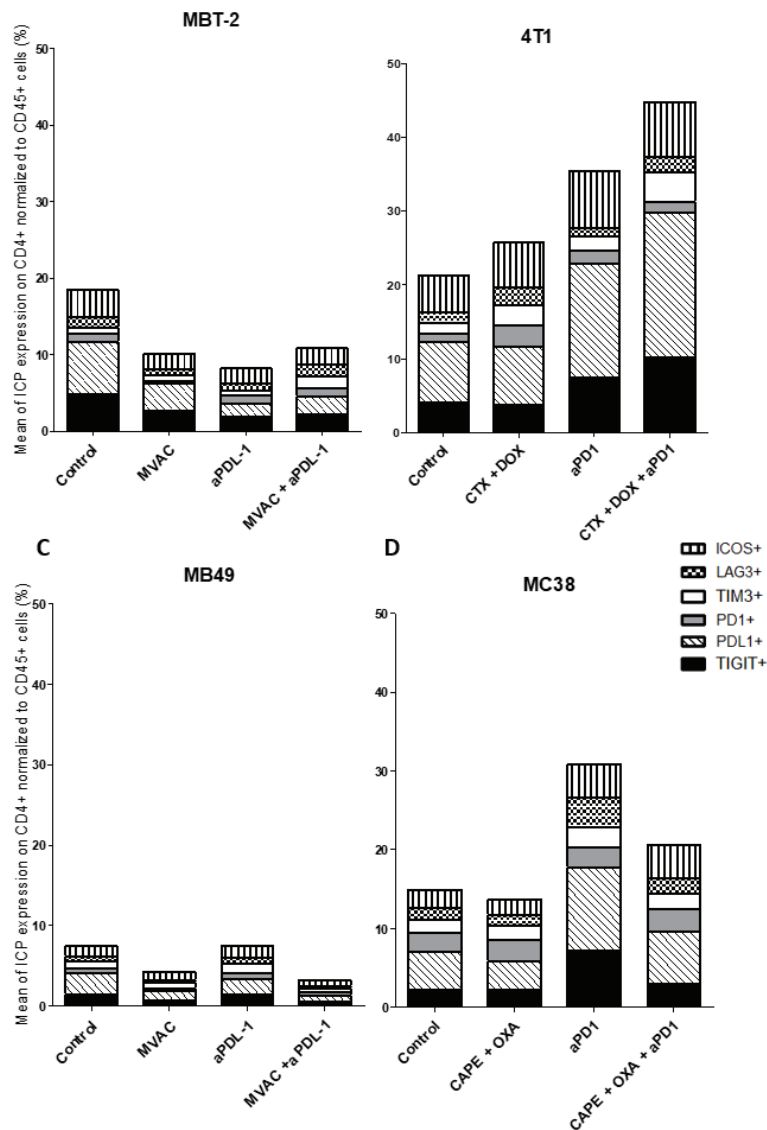 MBT-2
Mean of ICP expression on CD4+ normalized to CD45+ cells (%)
50
40
30
20
10
0
Control
MVAC
aPDL-1
MVAC + aPDL-1
4T1
50
40
30
20
10
0
Control
CTX + DOX
aPD1
CTX + DOX + aPD1
C
MB49
Mean of ICP expression on CD4+ normalized to CD45+ cells (%)
50
40
30
20
10
0
Control
MVAC
aPDL-1
MVAC +a PDL-1
D
MC38
50
40
30
20
10
0
Control
CAPE + OXA
aPD1
CAPE + OXA + aPD1
ICOS+
LAG3+
TIM3+
PD1+
PDL1+
TIGIT+